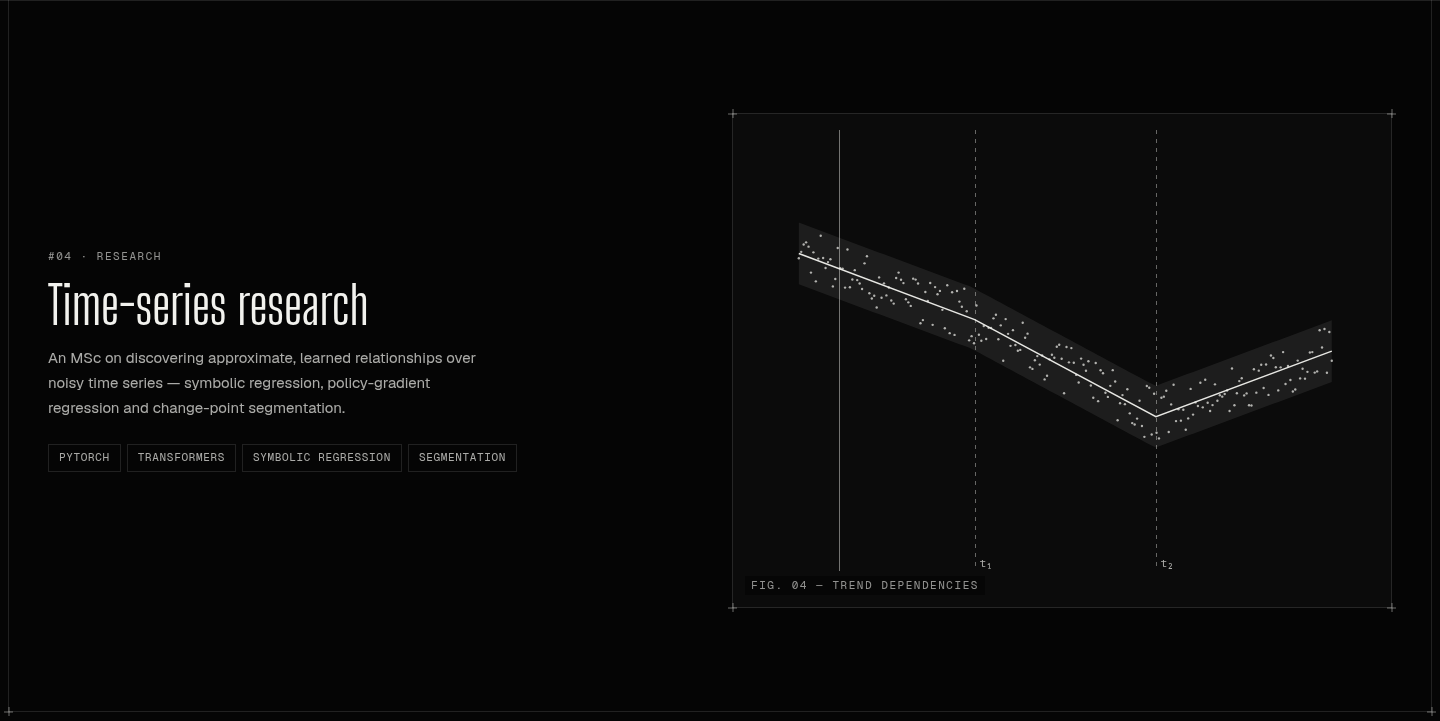 #04 · RESEARCH
Time-series research
An MSc on discovering approximate, learned relationships over
noisy time series — symbolic regression, policy-gradient
regression and change-point segmentation.
PYTORCH
TRANSFORMERS
SYMBOLIC REGRESSION
SEGMENTATION
t₁
t₂
FIG. 04 — TREND DEPENDENCIES